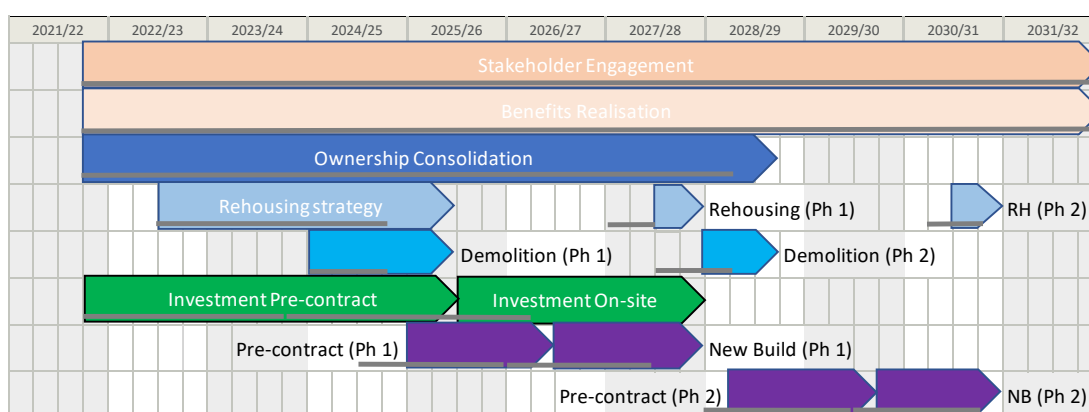 2021/22 2022/23 2023/24 2024/25 2025/26 2026/27 2027/28 2028/29 2029/30 2030/31 2031/32
Stakeholder Engagement
Benefits Realisation
Ownership Consolidation
Rehousing strategy Rehousing (Ph 1) RH (Ph 2)
Demolition (Ph 1) Demolition (Ph 2)
Investment Pre-contract Investment On-site
Pre-contract (Ph 1) New Build (Ph 1)
Pre-contract (Ph 2) NB (Ph 2)